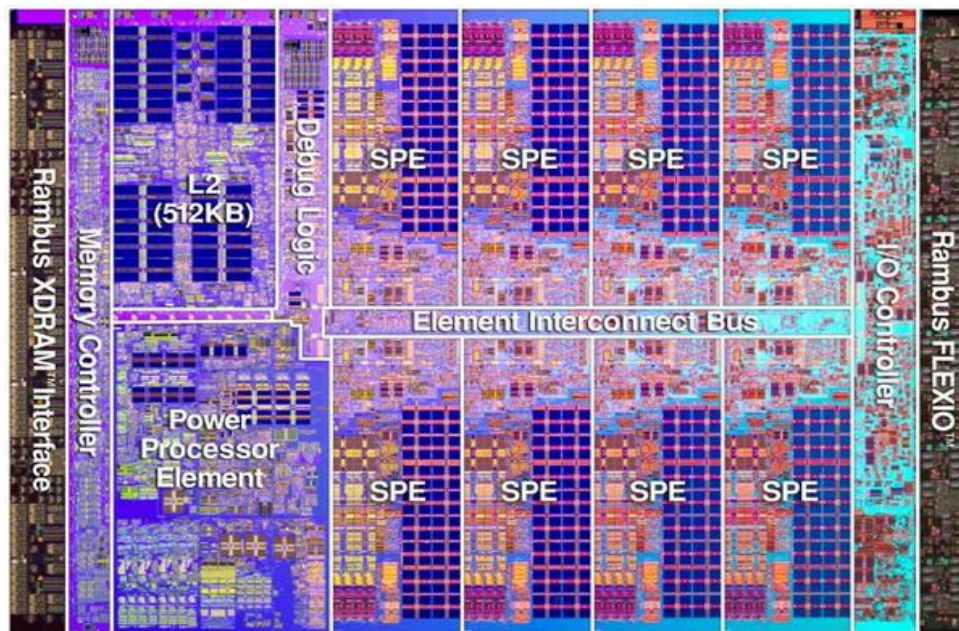 Rambus XDRAM™ Interface
Memory Controller
L2
(512KB)
Debug Logic
SPE
SPE
SPE
SPE
I/O Controller
Rambus FLEXIO™
Element Interconnect Bus
Power
Processor
Element
SPE
SPE
SPE
SPE